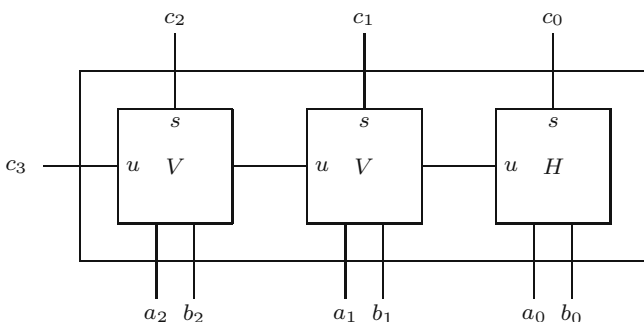 c₂ c₁ c₀
s s s
c₃ u V u V u H
a₂ b₂ a₁ b₁ a₀ b₀